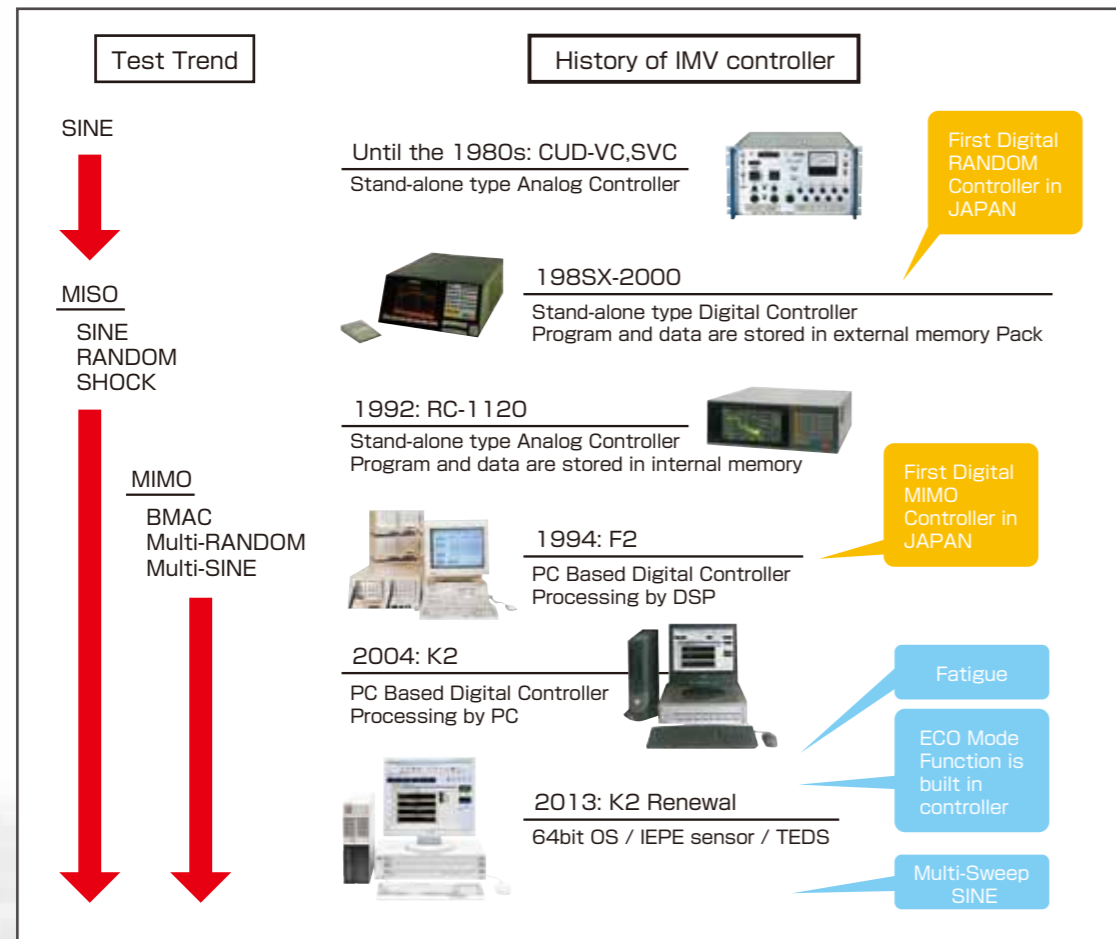 Test Trend
History of IMV controller
SINE
MISO
SINE
RANDOM
SHOCK
MIMO
BMAC
Multi-RANDOM
Multi-SINE
Until the 1980s: CUD-VC,SVC
Stand-alone type Analog Controller
First Digital
RANDOM
Controller in
JAPAN
198SX-2000
Stand-alone type Digital Controller
Program and data are stored in external memory Pack
1992: RC-1120
Stand-alone type Analog Controller
Program and data are stored in internal memory
First Digital
MIMO
Controller in
JAPAN
1994: F2
PC Based Digital Controller
Processing by DSP
2004: K2
PC Based Digital Controller
Processing by PC
Fatigue
ECO Mode
Function is
built in
controller
2013: K2 Renewal
64bit OS / IEPE sensor / TEDS
Multi-Sweep
SINE